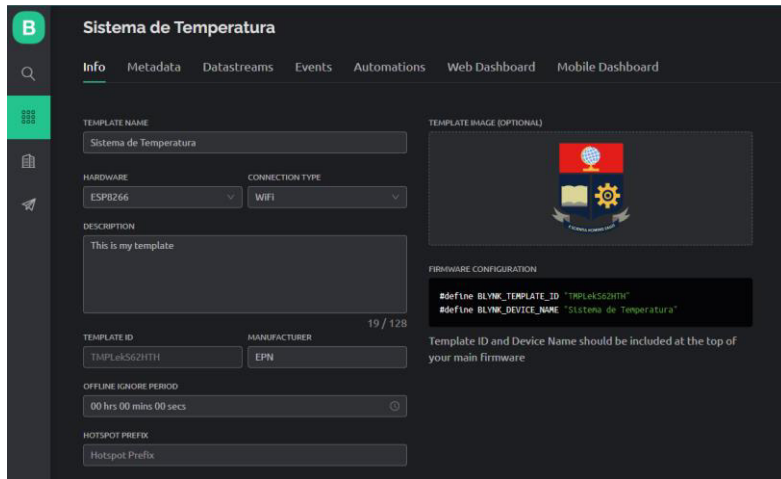 B
Sistema de Temperatura
Info Metadata Datastreams Events Automations Web Dashboard Mobile Dashboard
TEMPLATE NAME
Sistema de Temperatura
HARDWARE CONNECTION TYPE
ESP8266 WiFi
DESCRIPTION
This is my template
19 / 128
TEMPLATE ID MANUFACTURER
TMPLekS62HTH EPN
OFFLINE IGNORE PERIOD
00 hrs 00 mins 00 secs
HOTSPOT PREFIX
Hotspot Prefix
TEMPLATE IMAGE (OPTIONAL)
FIRMWARE CONFIGURATION
#define BLYNK_TEMPLATE_ID "TMPLekS62HTH"
#define BLYNK_DEVICE_NAME "Sistema de Temperatura"
Template ID and Device Name should be included at the top of
your main firmware